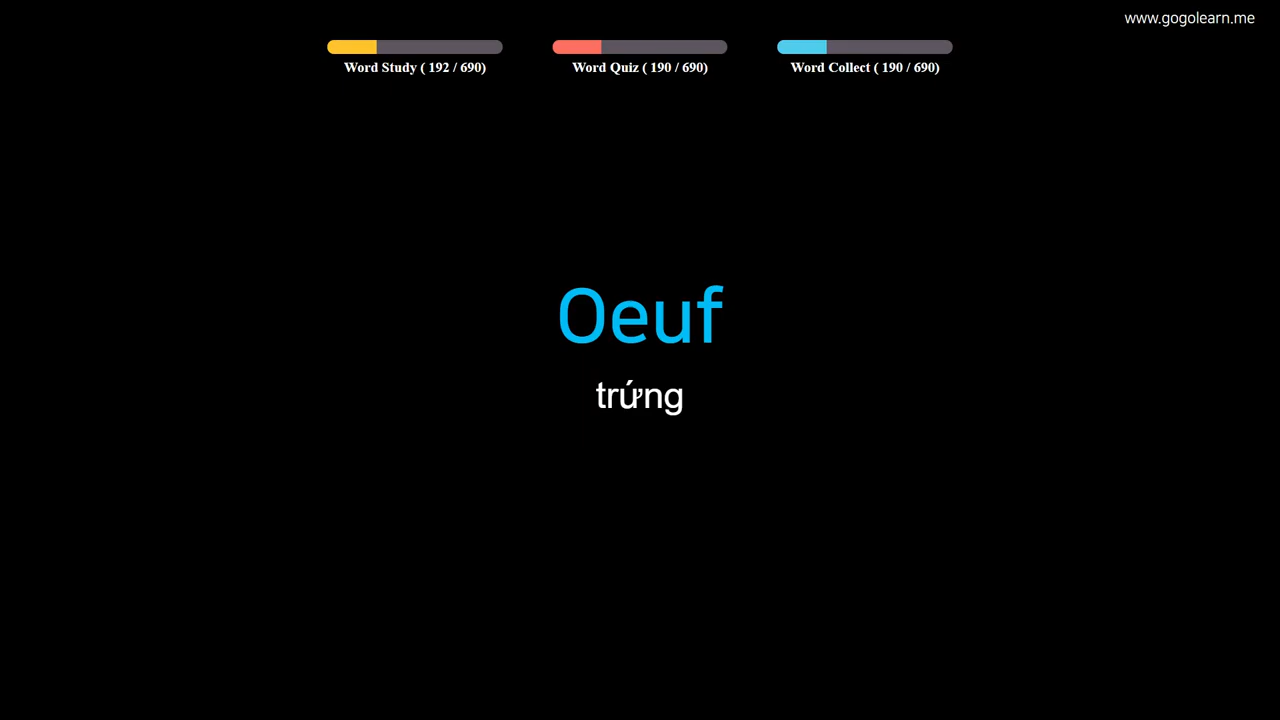 www.gogolearn.me
Word Study ( 192 / 690)
Word Quiz ( 190 / 690)
Word Collect ( 190 / 690)
Oeuf
trứng